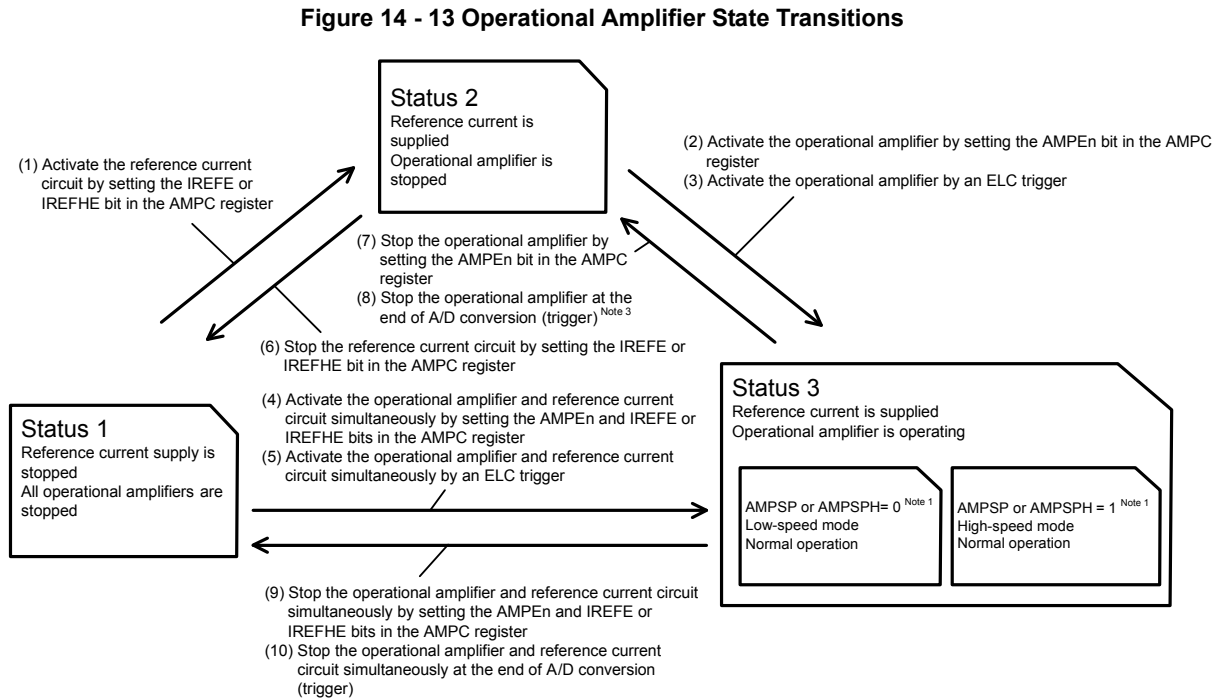 Figure 14 - 13 Operational Amplifier State Transitions
Status 2
Reference current is
supplied
Operational amplifier is
stopped
(1) Activate the reference current
circuit by setting the IREFE or
IREFHE bit in the AMPC register
(2) Activate the operational amplifier by setting the AMPEn bit in the AMPC
register
(3) Activate the operational amplifier by an ELC trigger
(7) Stop the operational amplifier by
setting the AMPEn bit in the AMPC
register
(8) Stop the operational amplifier at the
end of A/D conversion (trigger) Note 3
(6) Stop the reference current circuit by setting the IREFE or
IREFHE bit in the AMPC register
(4) Activate the operational amplifier and reference current
circuit simultaneously by setting the AMPEn and IREFE or
IREFHE bits in the AMPC register
(5) Activate the operational amplifier and reference current
circuit simultaneously by an ELC trigger
Status 1
Reference current supply is
stopped
All operational amplifiers are
stopped
Status 3
Reference current is supplied
Operational amplifier is operating
AMPSP or AMPSPH= 0 Note 1
Low-speed mode
Normal operation
AMPSP or AMPSPH = 1 Note 1
High-speed mode
Normal operation
(9) Stop the operational amplifier and reference current circuit
simultaneously by setting the AMPEn and IREFE or
IREFHE bits in the AMPC register
(10) Stop the operational amplifier and reference current
circuit simultaneously at the end of A/D conversion
(trigger)